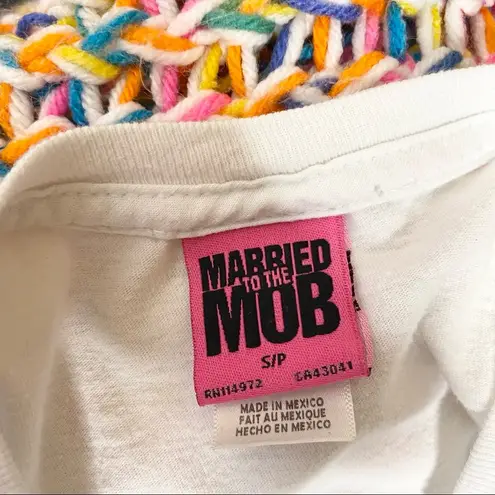 MARRIED
TO THE
MOB
S/P
RN114972 CA43041
MADE IN MEXICO
FAIT AU MEXIQUE
HECHO EN MEXICO